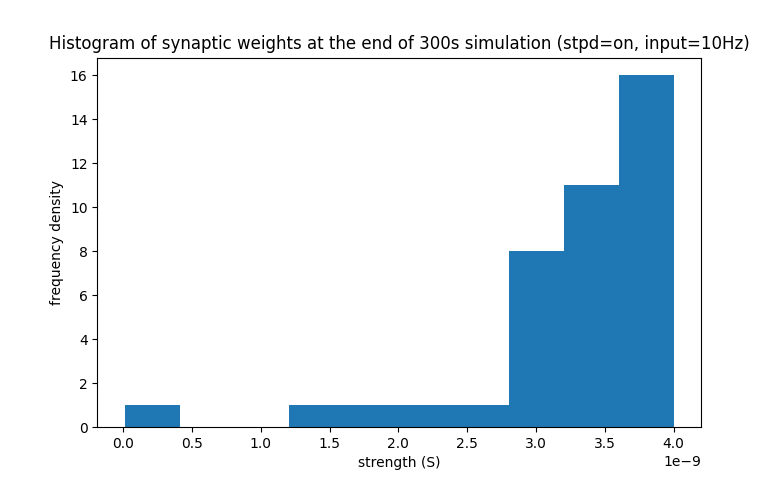 Histogram of synaptic weights at the end of 300s simulation (stpd=on, input=10Hz)
16
14
12
10
8
6
4
2
0
frequency density
0.0 0.5 1.0 1.5 2.0 2.5 3.0 3.5 4.0
1e−9
strength (S)